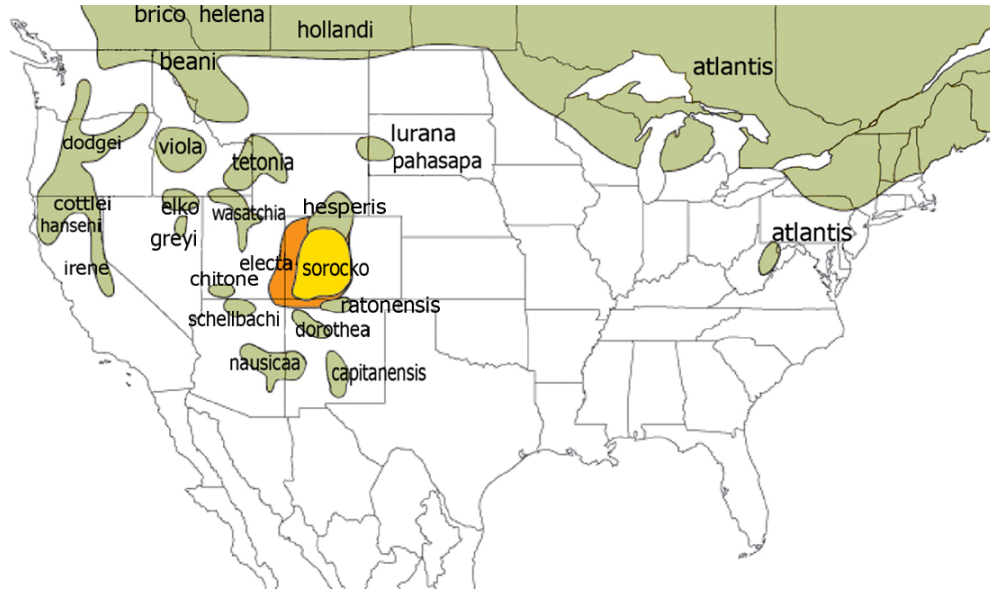 brico helena
hollandi
beani
atlantis
lurana
pahasapa
dodgei
viola
tetonia
cottlei
elko
wasatchia
hesperis
hanseni
greyi
atlantis
irene
electa
sorocko
chitone
ratonensis
schellbachi
dorothea
nausicaa
capitanensis